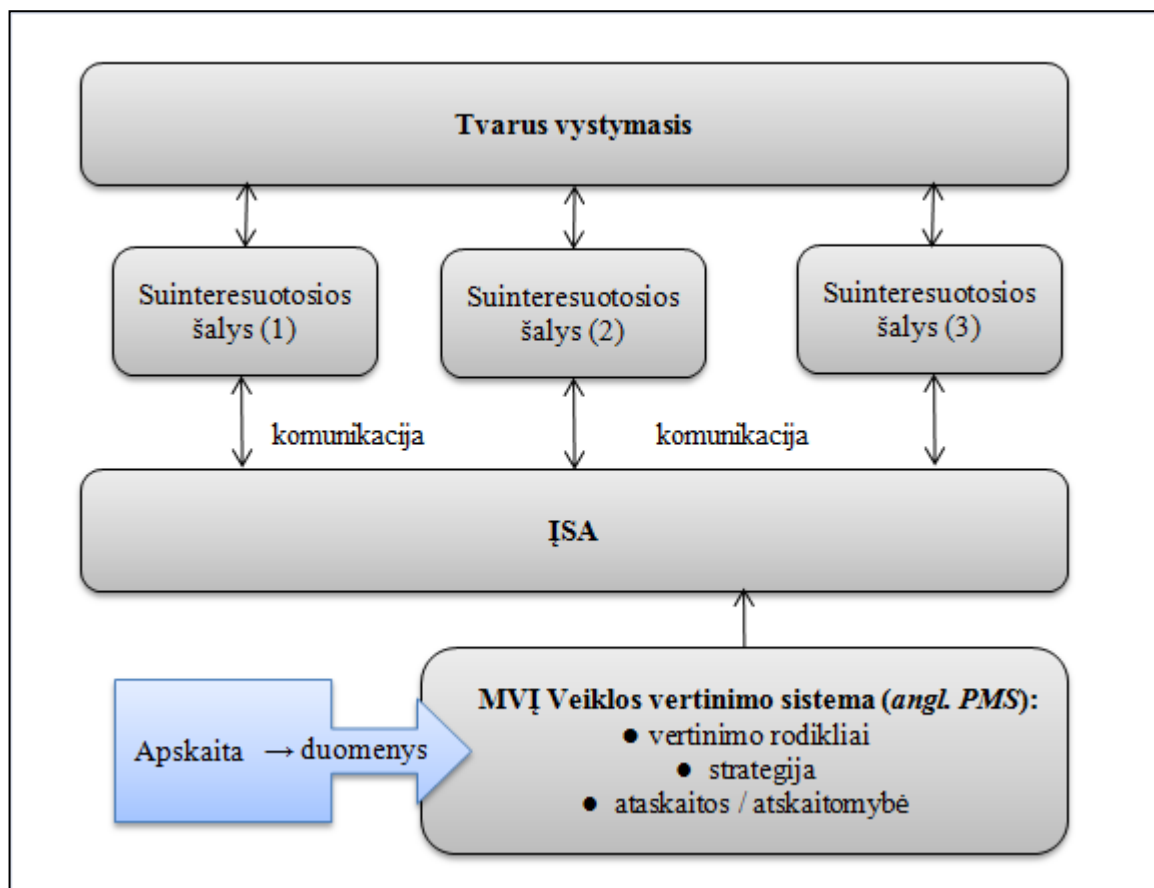 Tvarus vystymasis
Suinteresuotosios
šalys (1)
Suinteresuotosios
šalys (2)
Suinteresuotosios
šalys (3)
komunikacija
komunikacija
ĮSA
Apskaita → duomenys
MVĮ Veiklos vertinimo sistema (angl. PMS):
● vertinimo rodikliai
● strategija
● ataskaitos / atskaitomybė